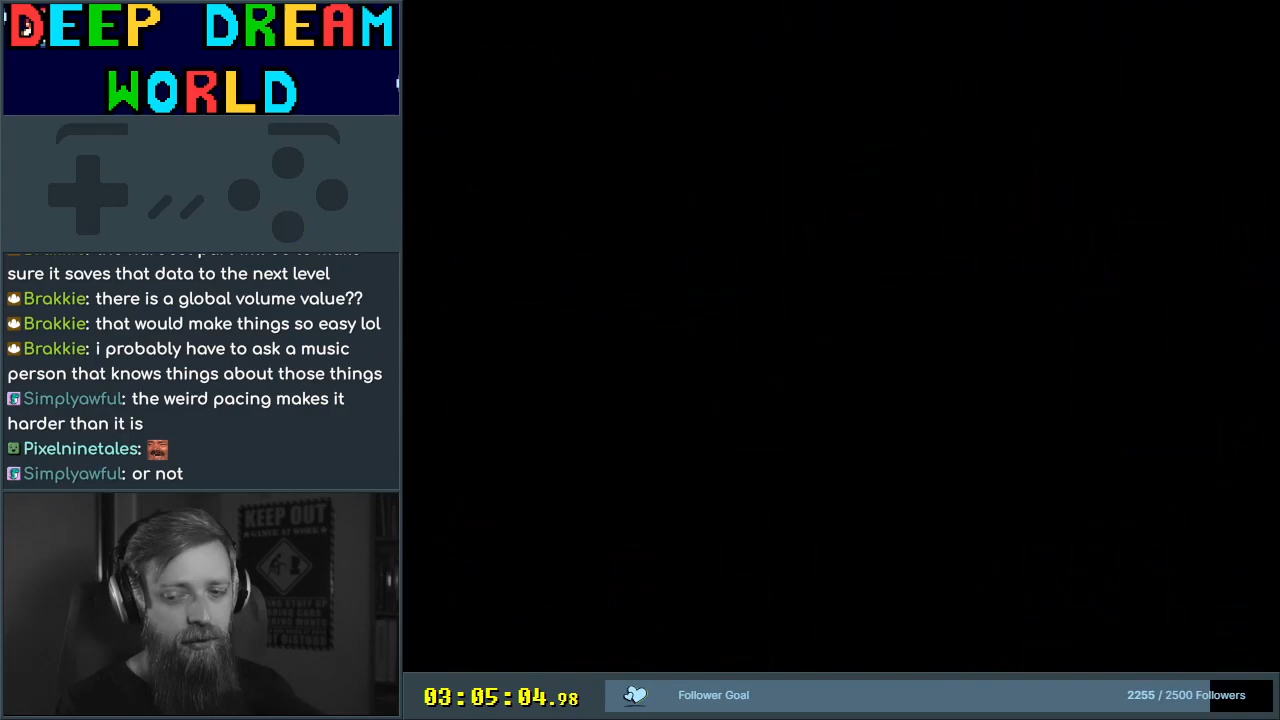 DEEP DREAM
WORLD
sure it saves that data to the next level
Brakkie: there is a global volume value??
Brakkie: that would make things so easy lol
Brakkie: i probably have to ask a music
person that knows things about those things
Simplyawful: the weird pacing makes it
harder than it is
Pixelninetales:
Simplyawful: or not
KEEP OUT
GAMER AT WORK
03:05:04.98
Follower Goal
2255 / 2500 Followers